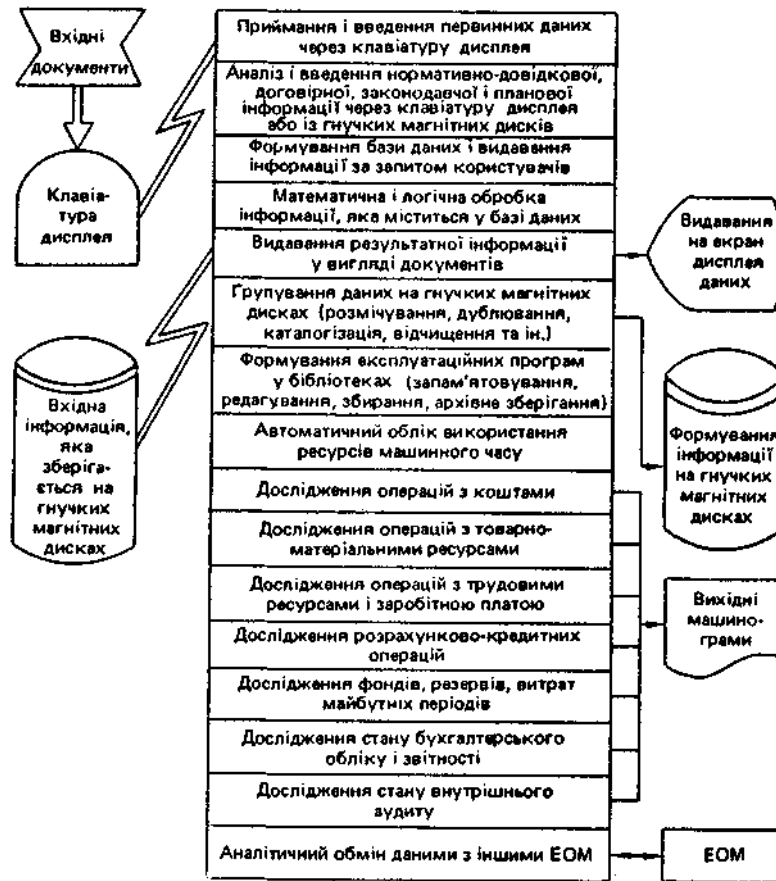 Вхідні
документи
Клавіа-
тура
дисплея
Вхідна
інформація,
яка
зберіга-
ється на
гнучких
магнітних
дисках
Приймання і введення первинних даних
через клавіатуру дисплея
Аналіз і введення нормативно-довідкової,
договірної, законодавчої і планової
інформації через клавіатуру дисплея
або із гнучких магнітних дисків
Формування бази даних і видавання
інформації за запитом користувачів
Математична і логічна обробка
інформації, яка міститься у базі даних
Видавання результатної інформації
у вигляді документів
Групування даних на гнучких магнітних
дисках (розмічування, дублювання,
каталогізація, відчищення та ін.)
Формування експлуатаційних програм
у бібліотеках (запам'ятовування,
редагування, збирання, архівне зберігання)
Автоматичний облік використання
ресурсів машинного часу
Дослідження операцій з коштами
Дослідження операцій з товарно-
матеріальними ресурсами
Дослідження операцій з трудовими
ресурсами і заробітною платою
Дослідження розрахунково-кредитних
операцій
Дослідження фондів, резервів, витрат
майбутніх періодів
Дослідження стану бухгалтерського
обліку і звітності
Дослідження стану внутрішнього
аудиту
Аналітичний обмін даними з іншими ЕОМ
Видавання
на екран
дисплея
даних
Формування
інформації
на гнучких
магнітних
дисках
Вихідні
машино-
грами
ЕОМ